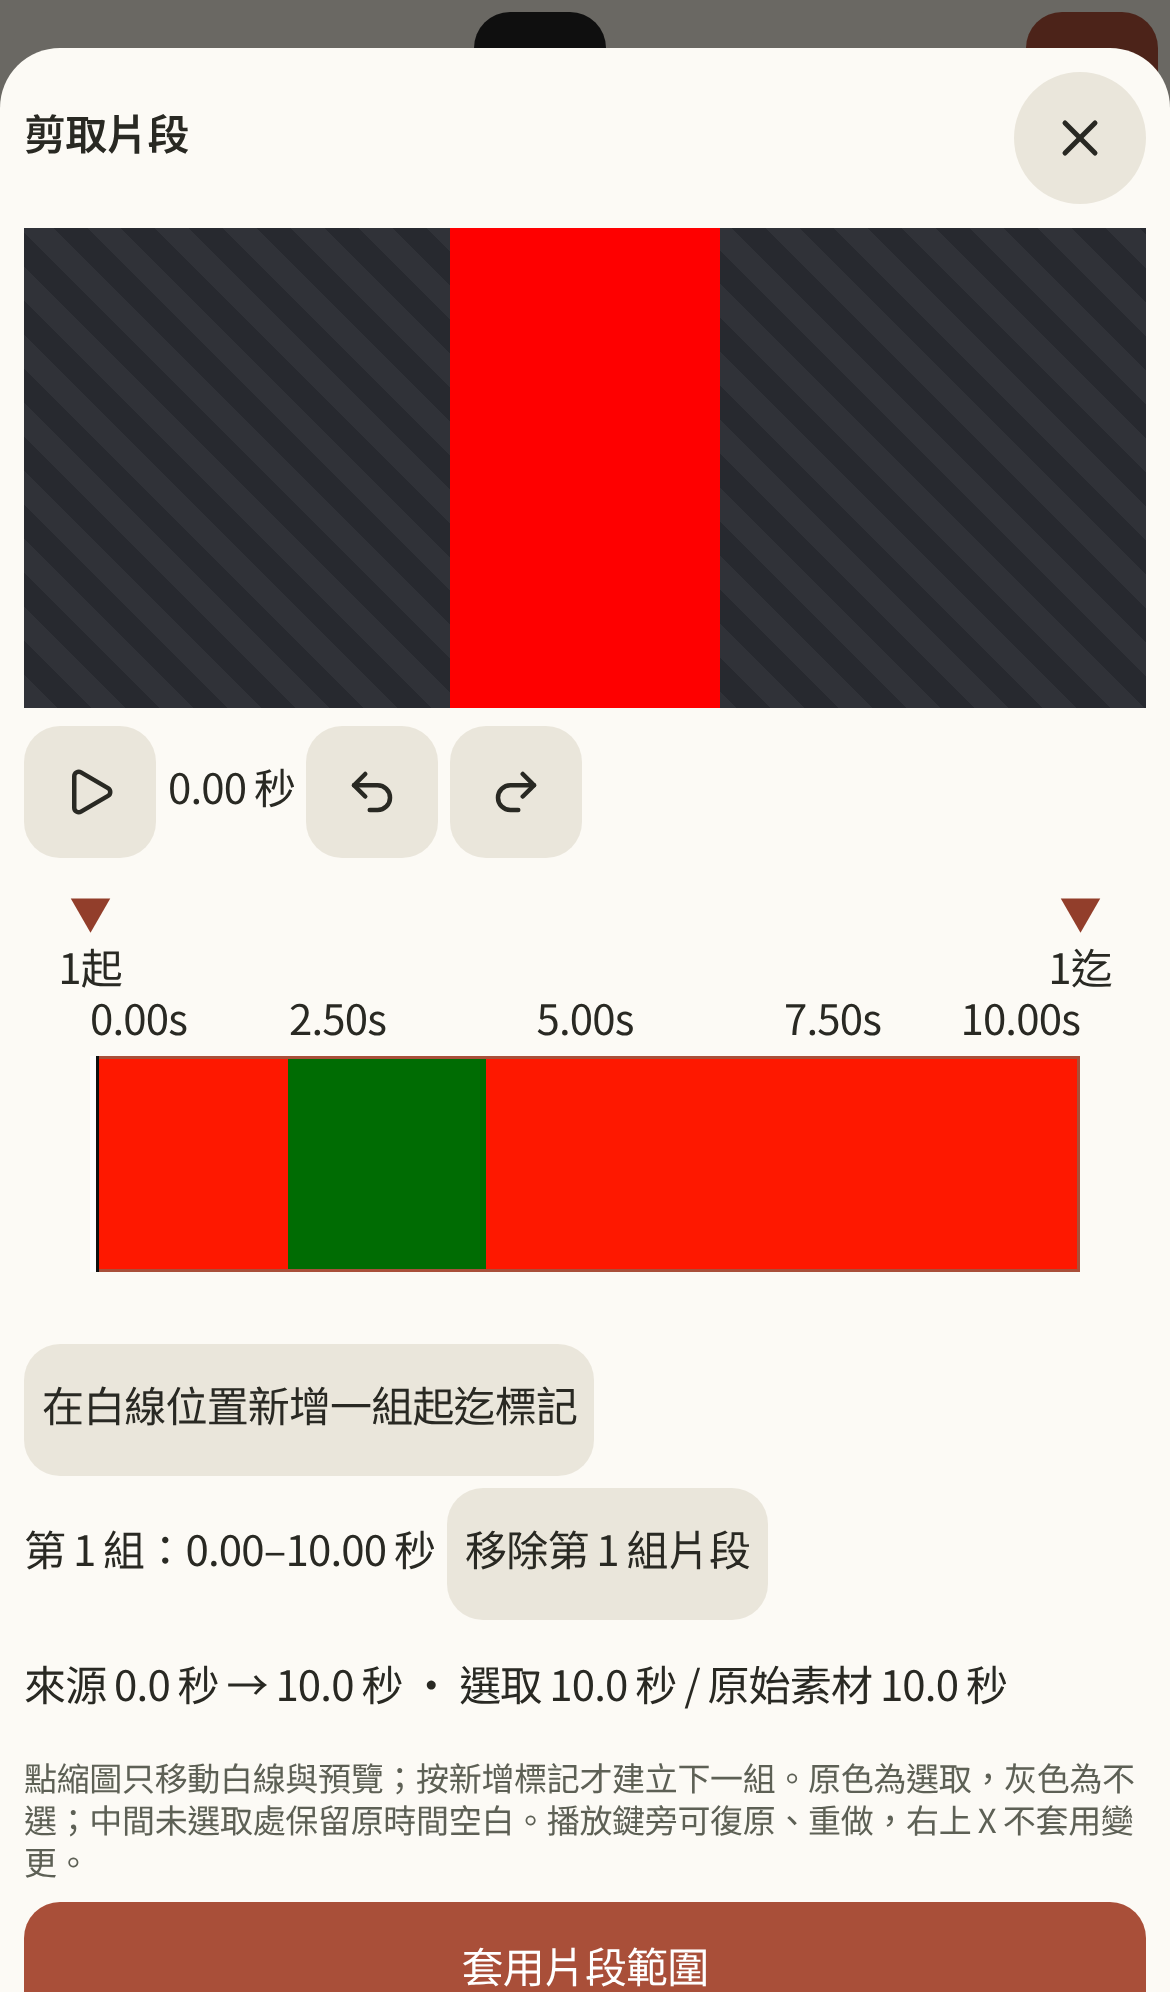 剪取片段
0.00 秒
1起
1迄
0.00s 2.50s 5.00s 7.50s 10.00s
在白線位置新增一組起迄標記
第 1 組：0.00–10.00 秒 移除第 1 組片段
來源 0.0 秒 → 10.0 秒 · 選取 10.0 秒 / 原始素材 10.0 秒
點縮圖只移動白線與預覽；按新增標記才建立下一組。原色為選取，灰色為不
選；中間未選取處保留原時間空白。播放鍵旁可復原、重做，右上 X 不套用變
更。
套用片段範圍